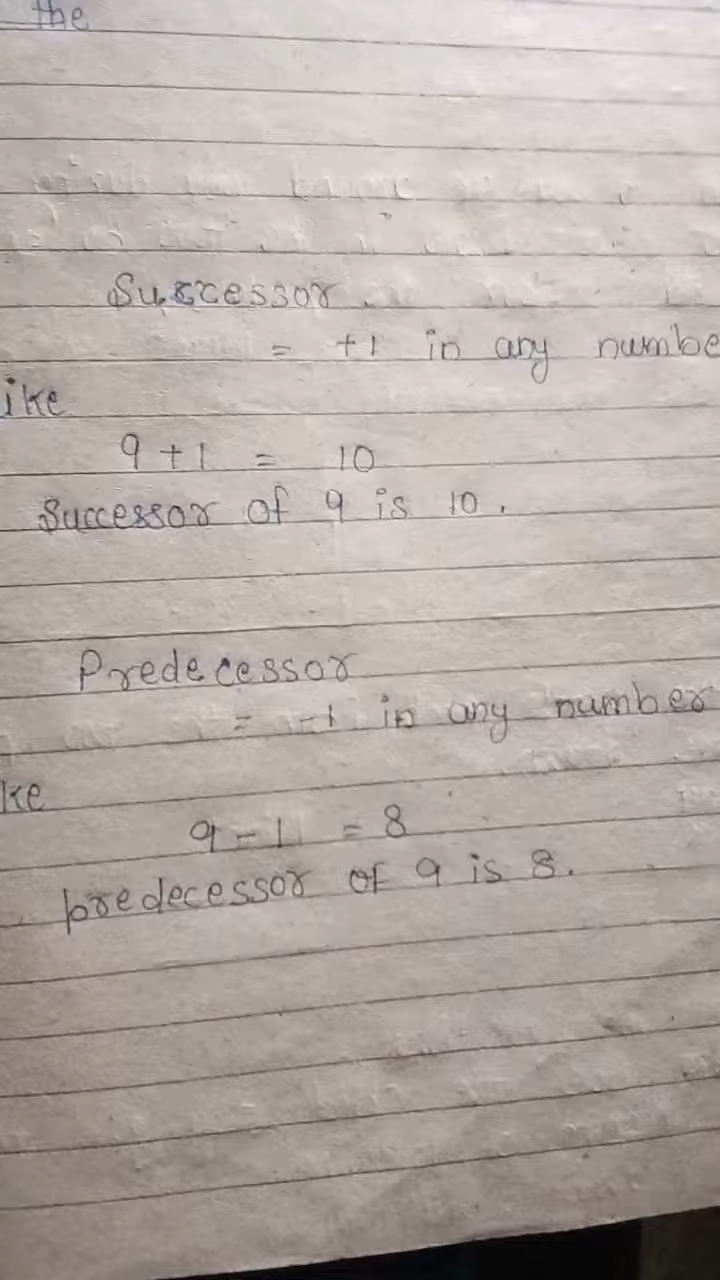 the
Successor
= +1 in any numbe
ike
9 + 1 = 10
Successor of 9 is 10.
Predecessor
= -1 in any number
ke
9 - 1 = 8
predecessor of 9 is 8.